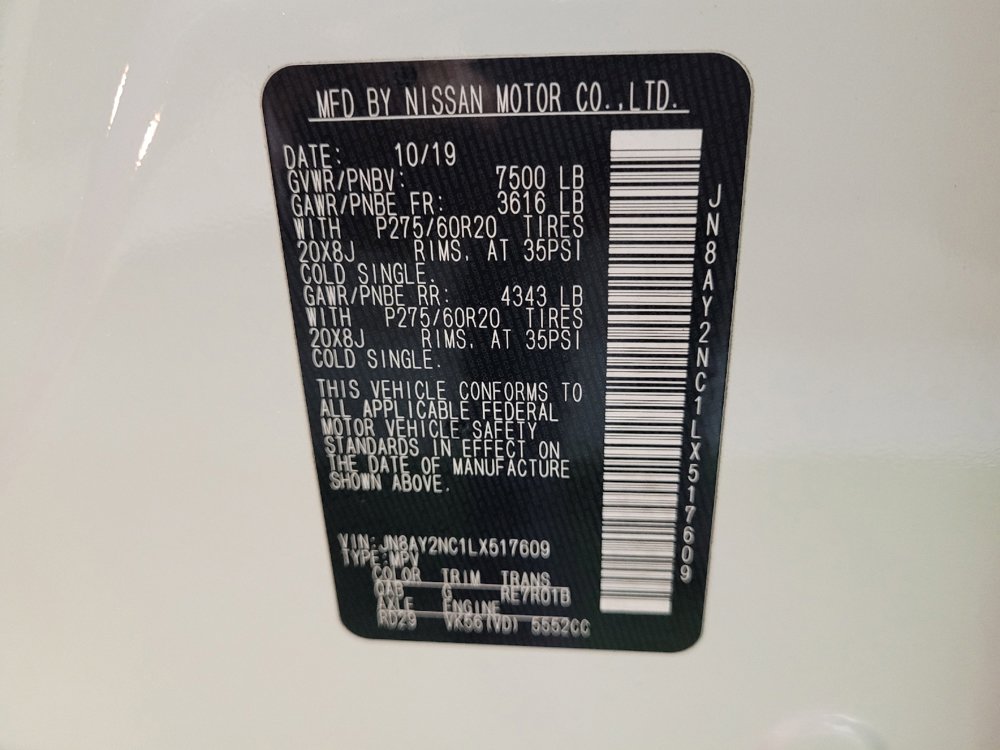 MFD BY NISSAN MOTOR CO.,LTD.
DATE: 10/19
GVWR/PNBV: 7500 LB
GAWR/PNBE FR: 3616 LB
WITH P275/60R20 TIRES
20X8J RIMS, AT 35PSI
COLD SINGLE.
GAWR/PNBE RR: 4343 LB
WITH P275/60R20 TIRES
20X8J RIMS, AT 35PSI
COLD SINGLE.
THIS VEHICLE CONFORMS TO
ALL APPLICABLE FEDERAL
MOTOR VEHICLE SAFETY
STANDARDS IN EFFECT ON
THE DATE OF MANUFACTURE
SHOWN ABOVE.
VIN:JN8AY2NC1LX517609
TYPE:MPV
COLOR TRIM TRANS
QAB G RE7R01B
AXLE ENGINE
RD29 VK56(VD) 5552CC
JN8AY2NC1LX517609